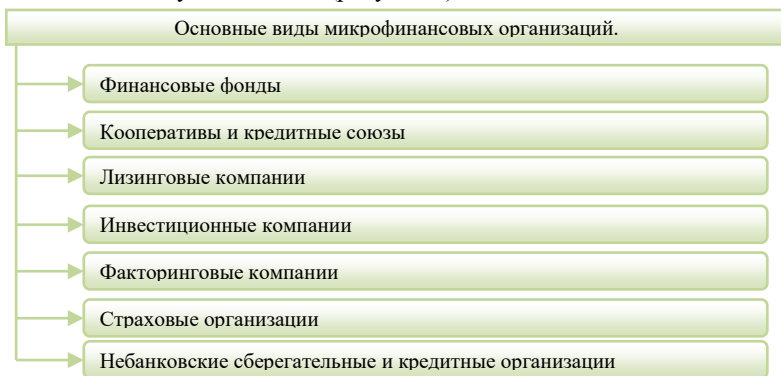 Основные виды микрофинансовых организаций.
Финансовые фонды
Кооперативы и кредитные союзы
Лизинговые компании
Инвестиционные компании
Факторинговые компании
Страховые организации
Небанковские сберегательные и кредитные организации